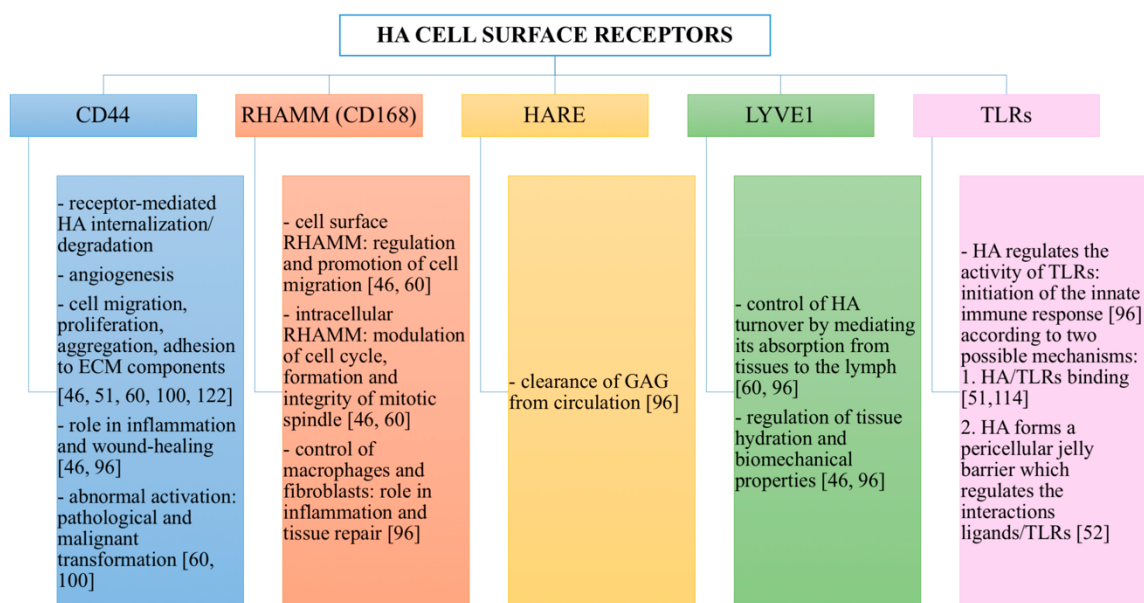 HA CELL SURFACE RECEPTORS
CD44
RHAMM (CD168)
HARE
LYVE1
TLRs
- receptor-mediated
HA internalization/
degradation
- angiogenesis
- cell migration,
proliferation,
aggregation, adhesion
to ECM components
[46, 51, 60, 100, 122]
- role in inflammation
and wound-healing
[46, 96]
- abnormal activation:
pathological and
malignant
transformation [60,
100]
- cell surface
RHAMM: regulation
and promotion of cell
migration [46, 60]
- intracellular
RHAMM: modulation
of cell cycle,
formation and
integrity of mitotic
spindle [46, 60]
- control of
macrophages and
fibroblasts: role in
inflammation and
tissue repair [96]
- clearance of GAG
from circulation [96]
- control of HA
turnover by mediating
its absorption from
tissues to the lymph
[60, 96]
- regulation of tissue
hydration and
biomechanical
properties [46, 96]
- HA regulates the
activity of TLRs:
initiation of the innate
immune response [96]
according to two
possible mechanisms:
1. HA/TLRs binding
[51,114]
2. HA forms a
pericellular jelly
barrier which
regulates the
interactions
ligands/TLRs [52]